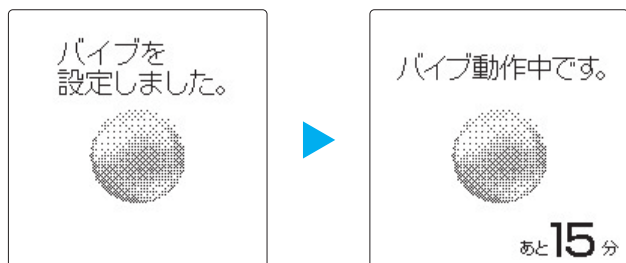 バイブを
設定しました。
バイブ動作中です。
あと15分